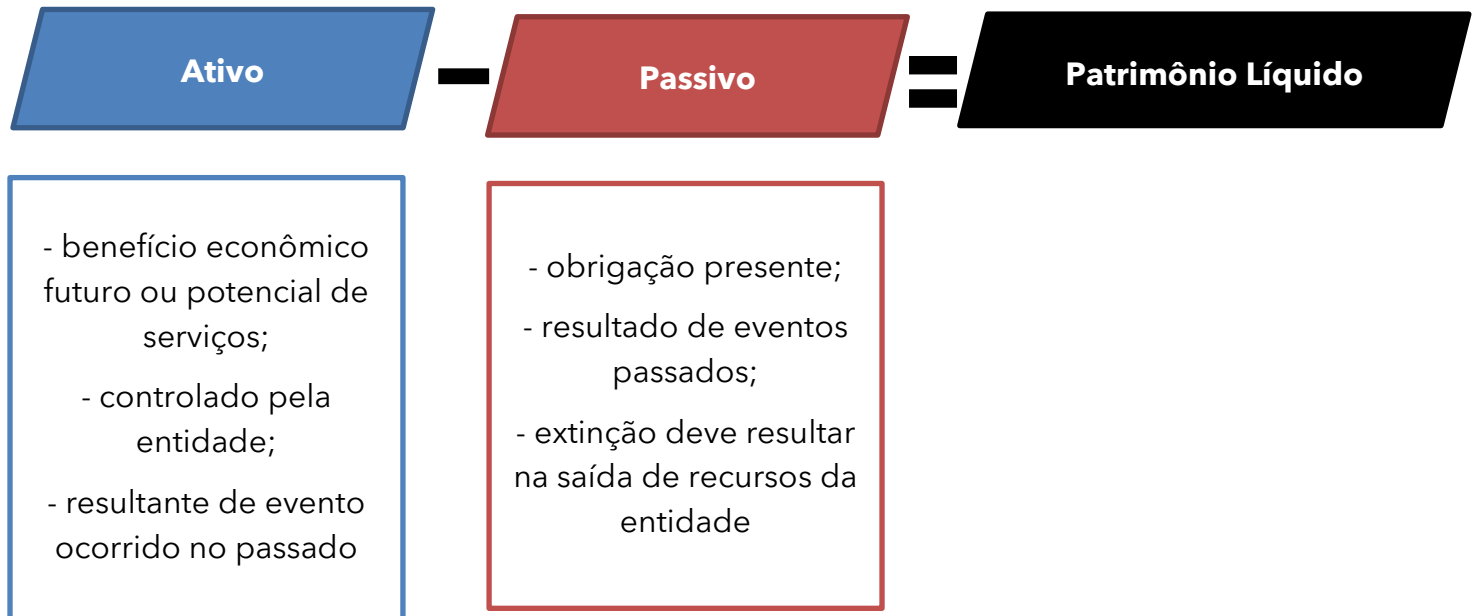 Ativo
Passivo
Patrimônio Líquido
- benefício econômico
futuro ou potencial de
serviços;
- controlado pela
entidade;
- resultante de evento
ocorrido no passado
- obrigação presente;
- resultado de eventos
passados;
- extinção deve resultar
na saída de recursos da
entidade